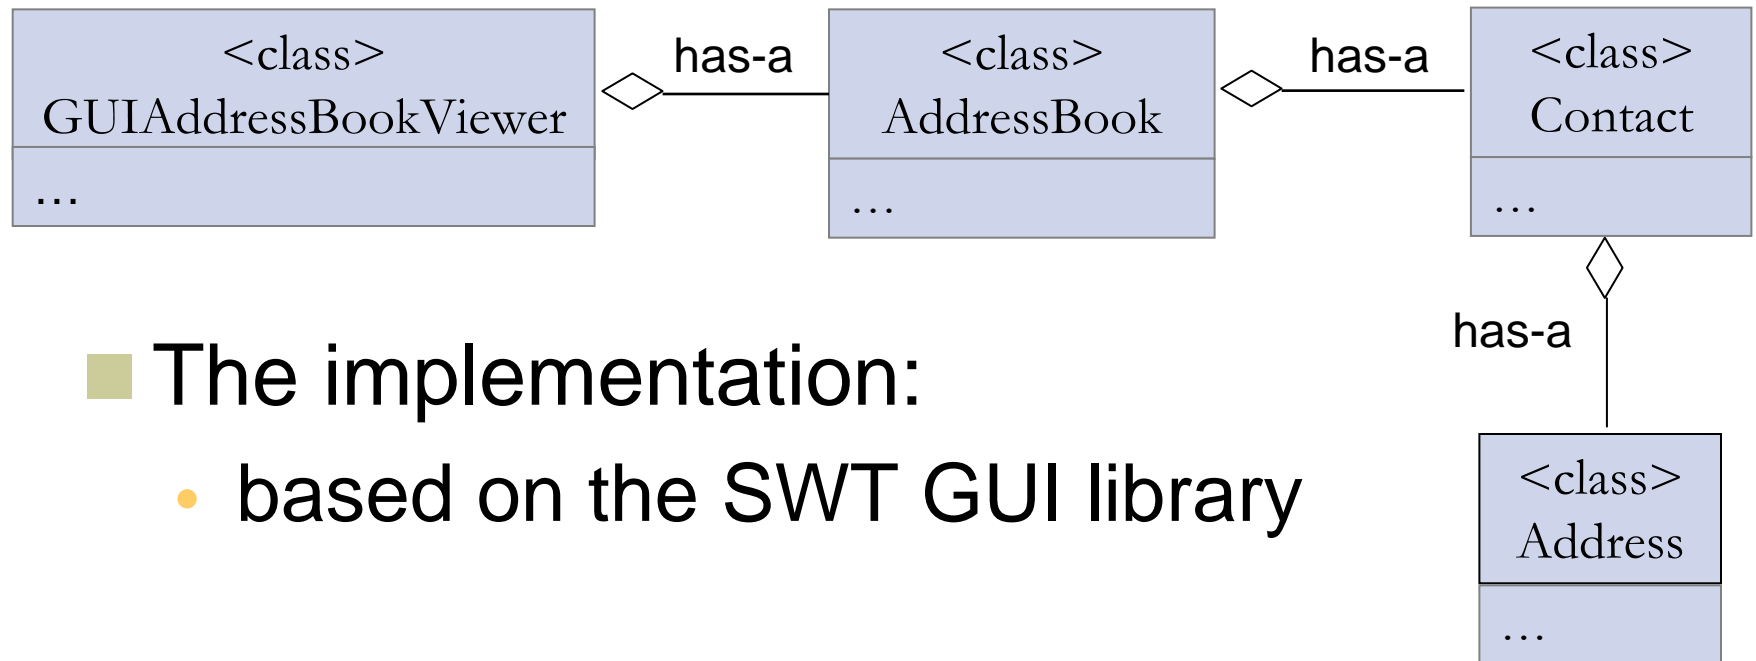 <class>
GUIAddressBookViewer
…
has-a
<class>
AddressBook
…
has-a
<class>
Contact
…
has-a
<class>
Address
…
The implementation:
based on the SWT GUI library